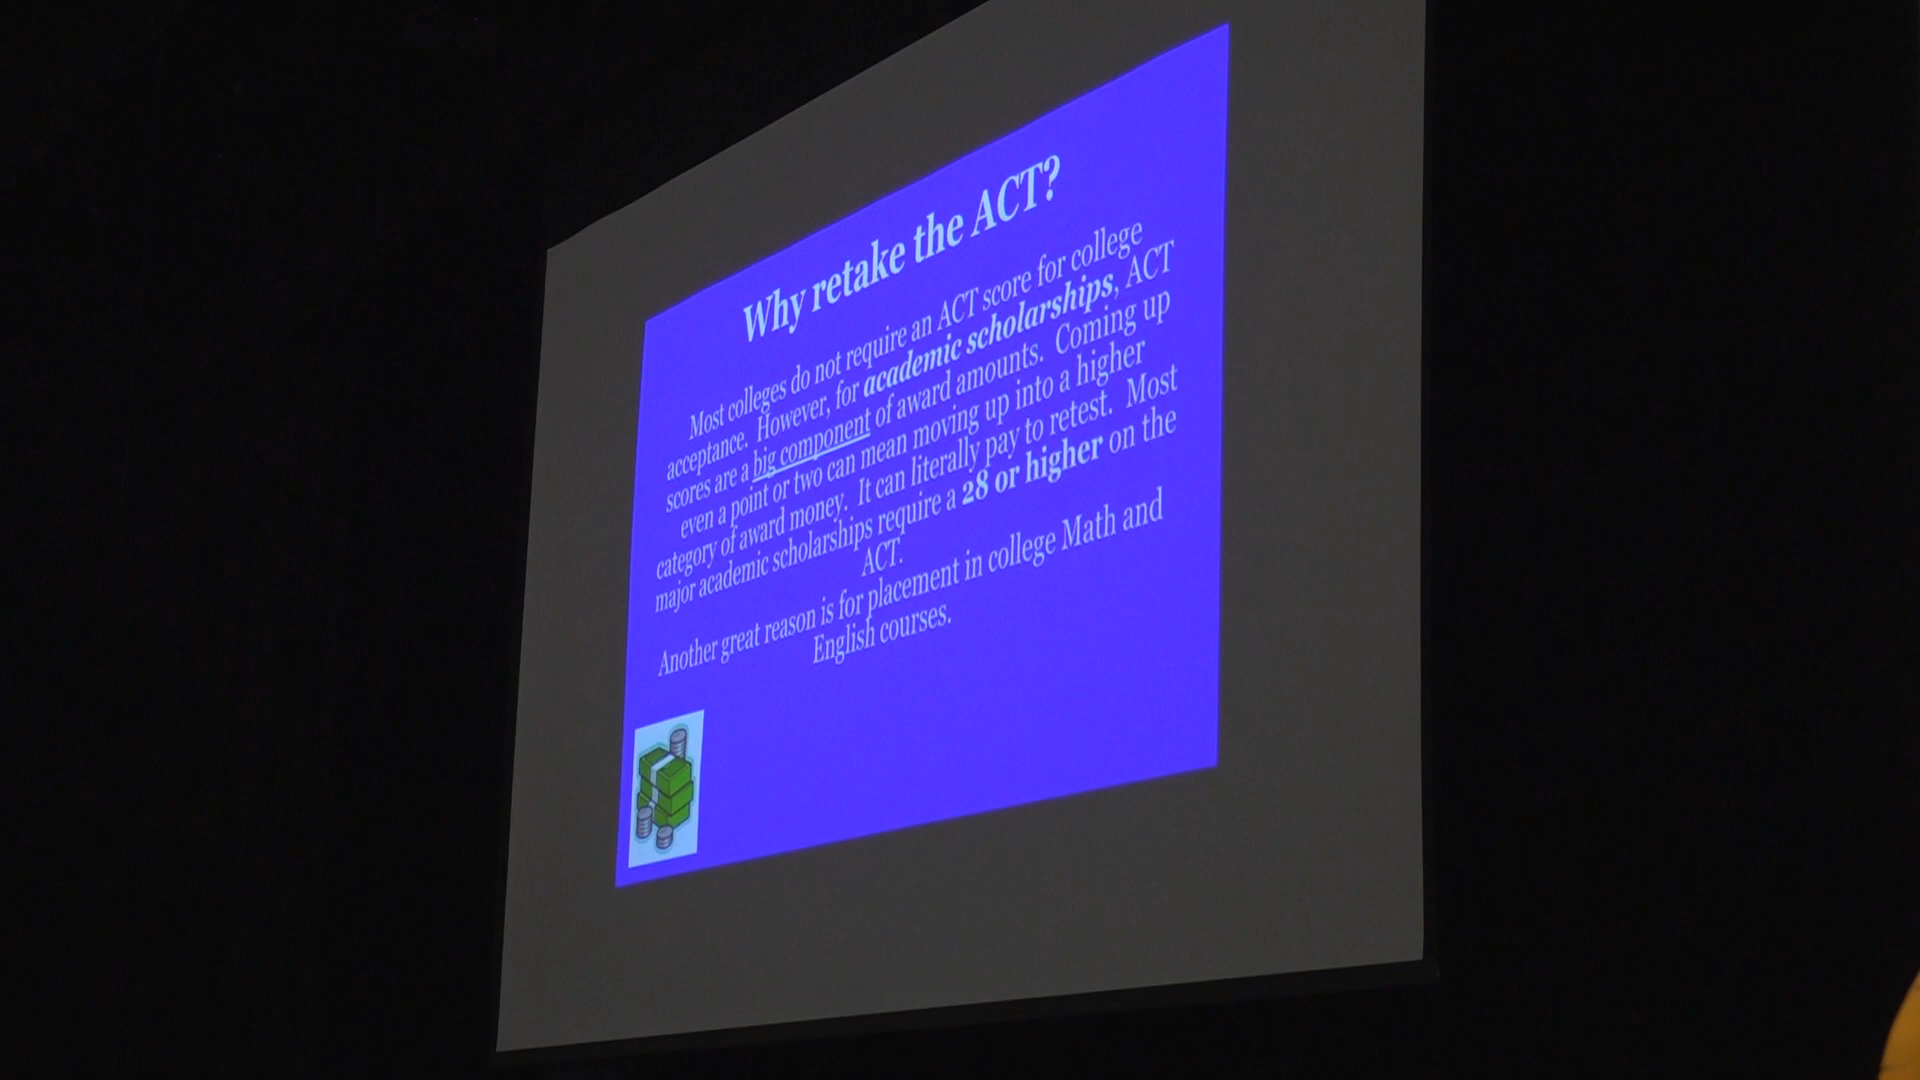 Why retake the ACT?
Most colleges do not require an ACT score for college
acceptance. However, for academic scholarships, ACT
scores are a big component of award amounts. Coming up
even a point or two can mean moving up into a higher
category of award money. It can literally pay to retest. Most
major academic scholarships require a 28 or higher on the
ACT.
Another great reason is for placement in college Math and
English courses.